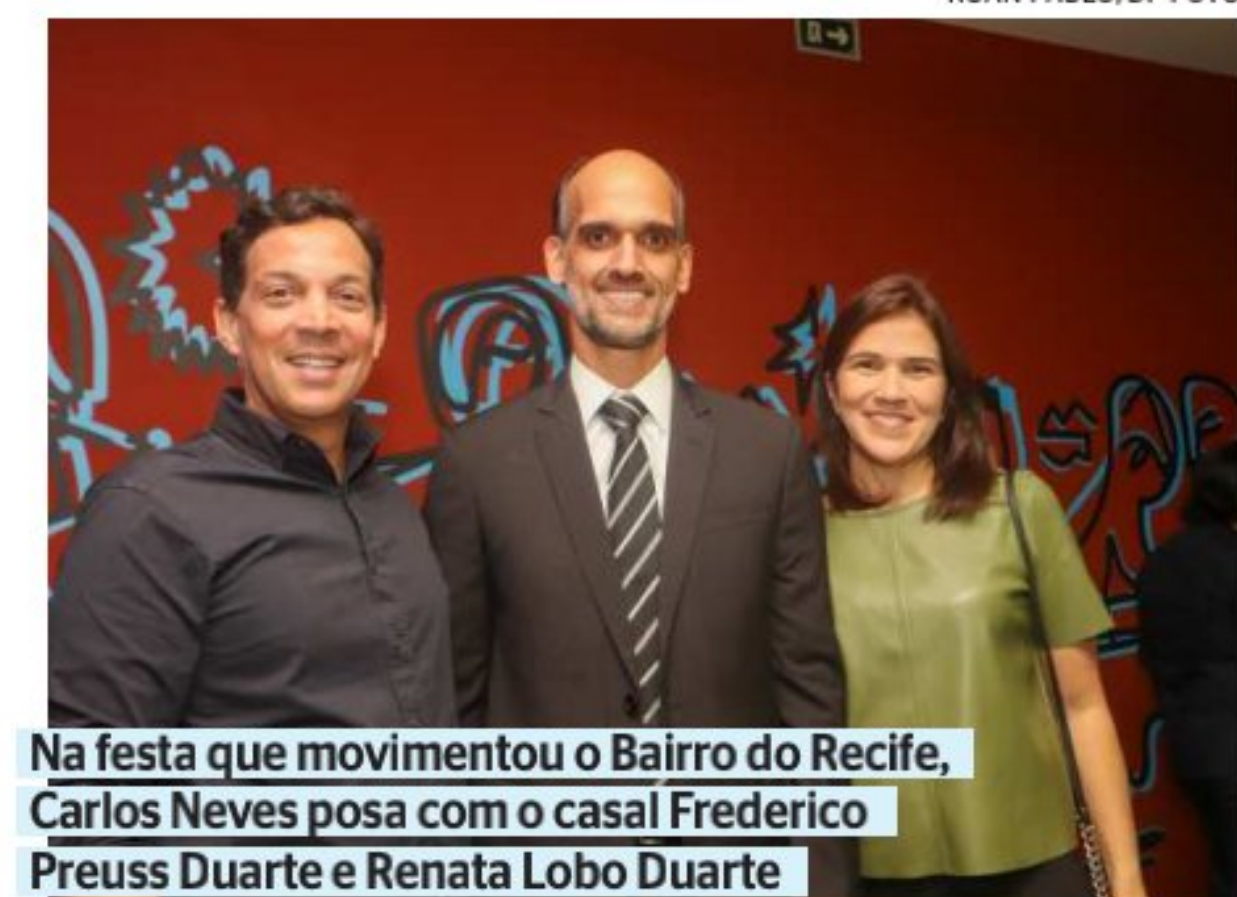 Na festa que movimentou o Bairro do Recife,
Carlos Neves posa com o casal Frederico
Preuss Duarte e Renata Lobo Duarte